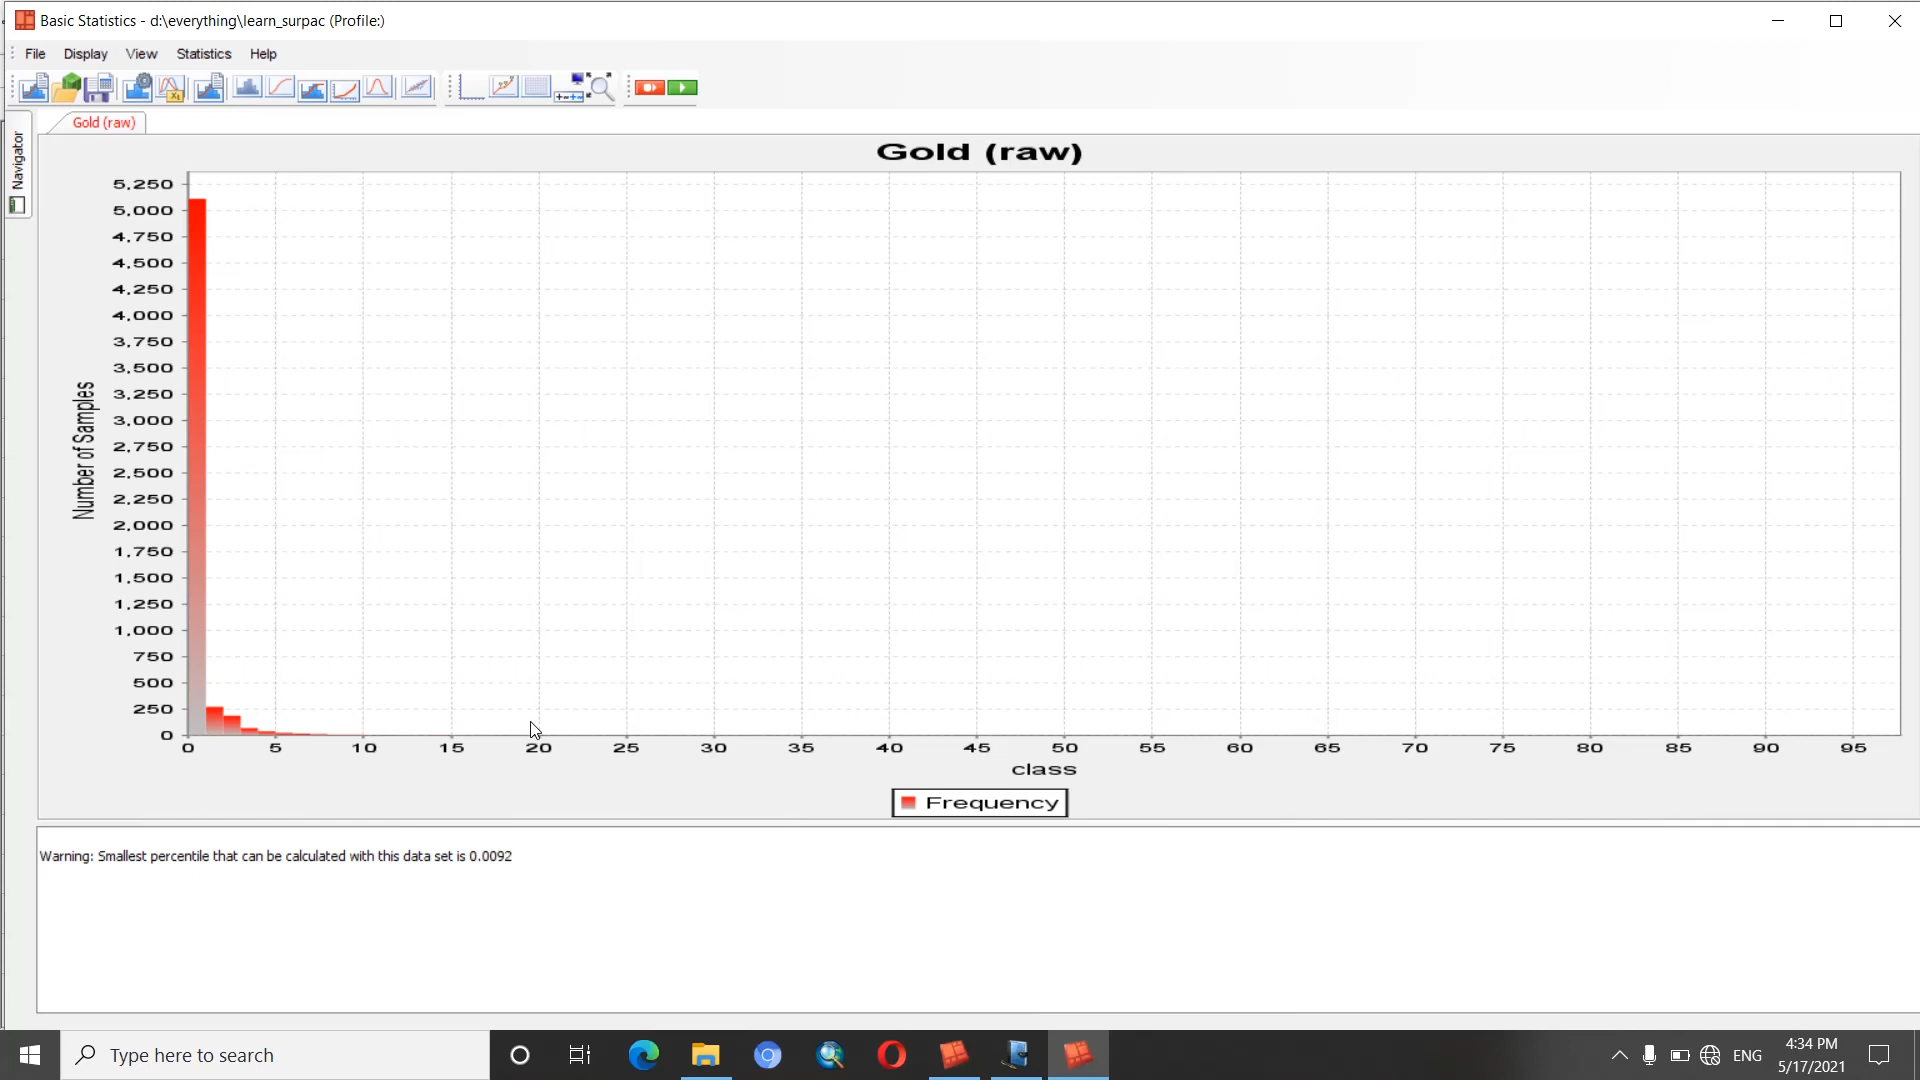 Basic Statistics - d:\everything\learn_surpac (Profile:)
File Display View Statistics Help
Gold (raw)
Navigator
Gold (raw)
5,250
5,000
4,750
4,500
4,250
4,000
3,750
3,500
3,250
3,000
2,750
2,500
2,250
2,000
1,750
1,500
1,250
1,000
750
500
250
0
Number of Samples
0 5 10 15 20 25 30 35 40 45 50 55 60 65 70 75 80 85 90 95
class
Frequency
Warning: Smallest percentile that can be calculated with this data set is 0.0092
Type here to search
ENG
4:34 PM
5/17/2021